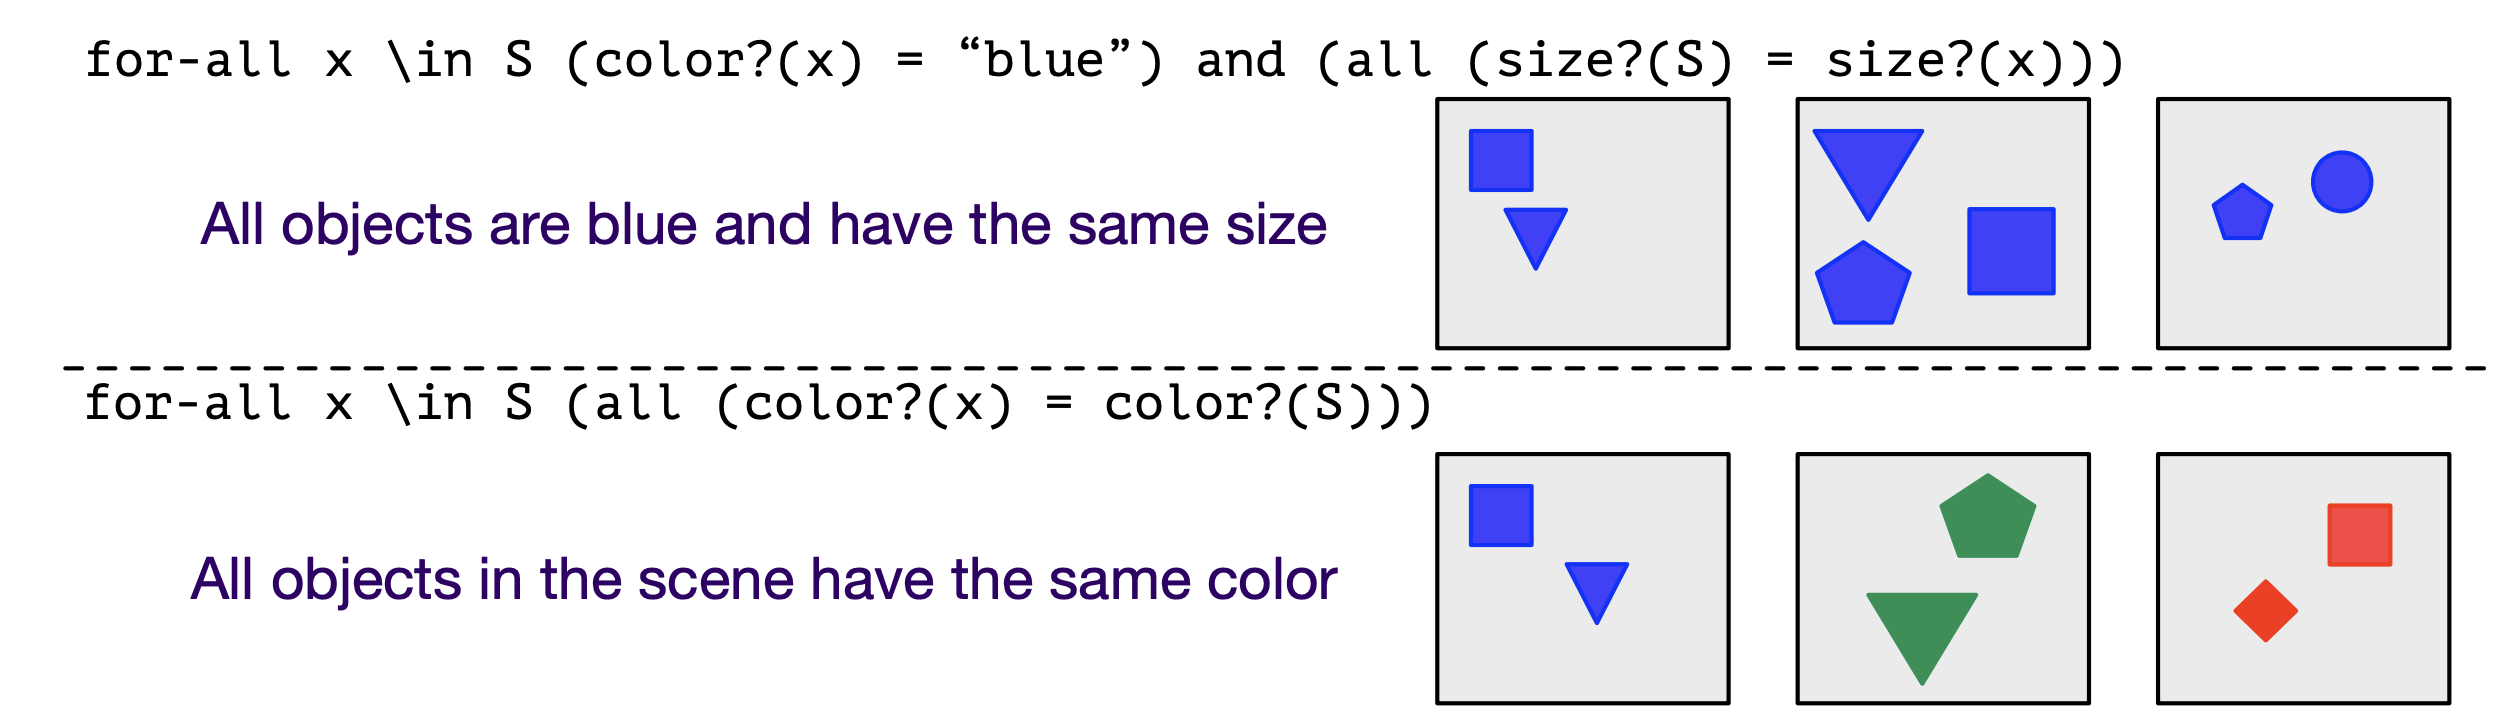 for-all x \in S (color?(x) = “blue”) and (all (size?(S) = size?(x)))
All objects are blue and have the same size
for-all x \in S (all (color?(x) = color?(S))))
All objects in the scene have the same color